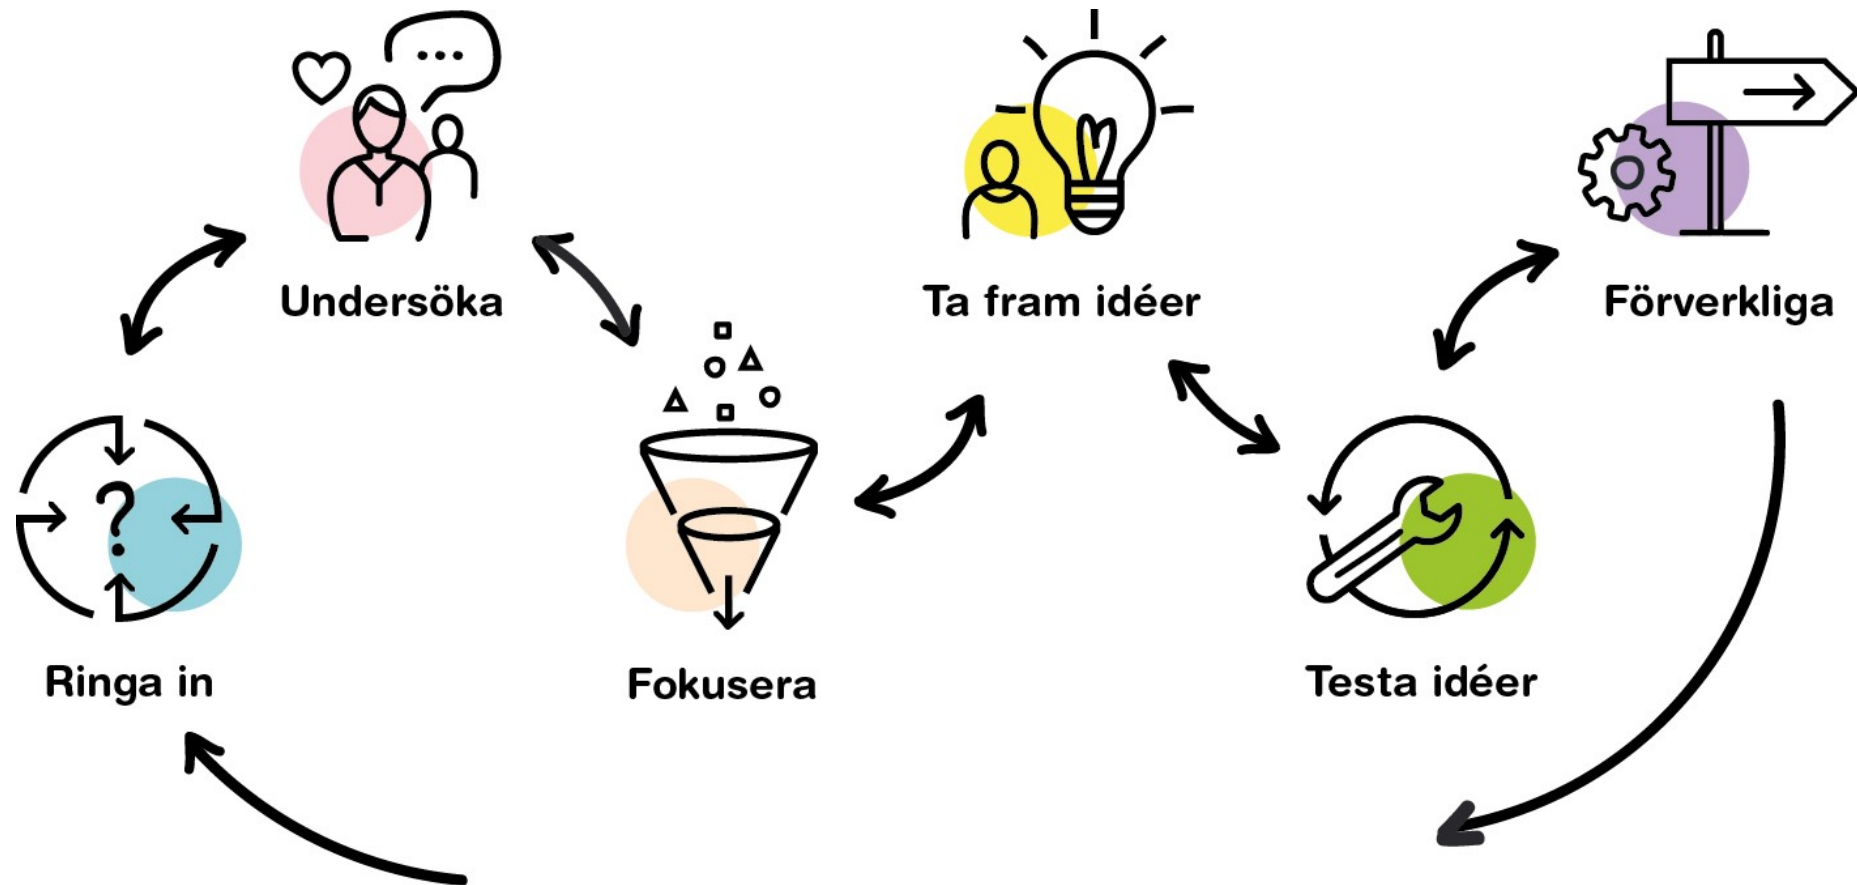 Undersöka
Ta fram idéer
Förverkliga
?
Ringa in
Fokusera
Testa idéer